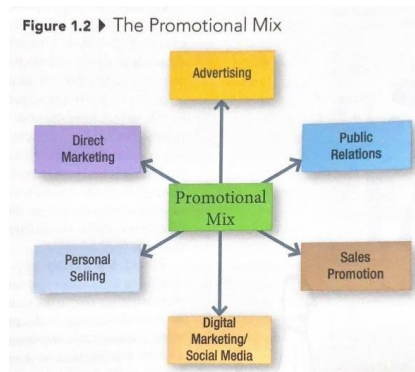 Figure 1.2 ▶ The Promotional Mix
Advertising
Direct
Marketing
Public
Relations
Promotional
Mix
Personal
Selling
Sales
Promotion
Digital
Marketing/
Social Media